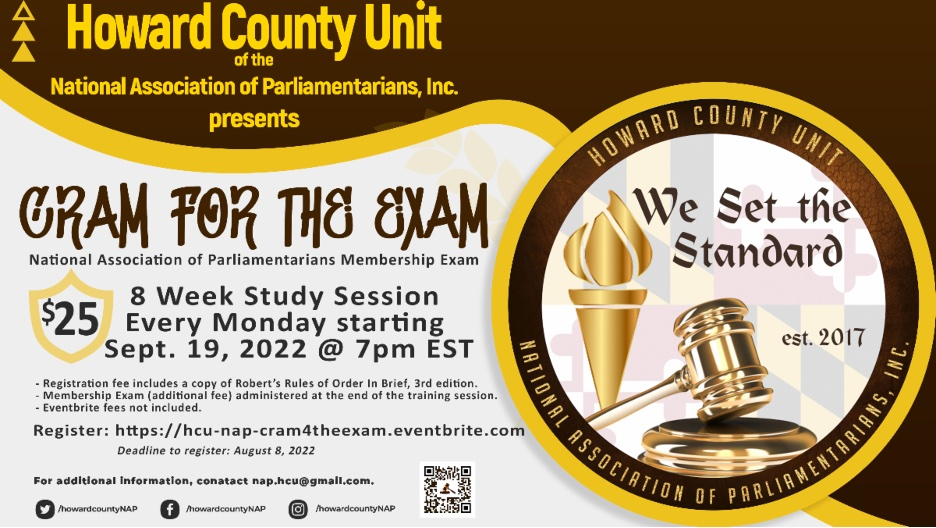 Howard County Unit
of the
National Association of Parliamentarians, Inc.
presents
CRAM FOR THE EXAM
National Association of Parliamentarians Membership Exam
$25
8 Week Study Session
Every Monday starting
Sept. 19, 2022 @ 7pm EST
- Registration fee includes a copy of Robert's Rules of Order In Brief, 3rd edition.
- Membership Exam (additional fee) administered at the end of the training session.
- Eventbrite fees not included.
Register: https://hcu-nap-cram4theexam.eventbrite.com
Deadline to register: August 8, 2022
For additional information, conatact nap.hcu@gmail.com.
/howardcountyNAP /howardcountyNAP /howardcountyNAP
HOWARD COUNTY UNIT
We Set the
Standard
est. 2017
NATIONAL ASSOCIATION OF PARLIAMENTARIANS, INC.